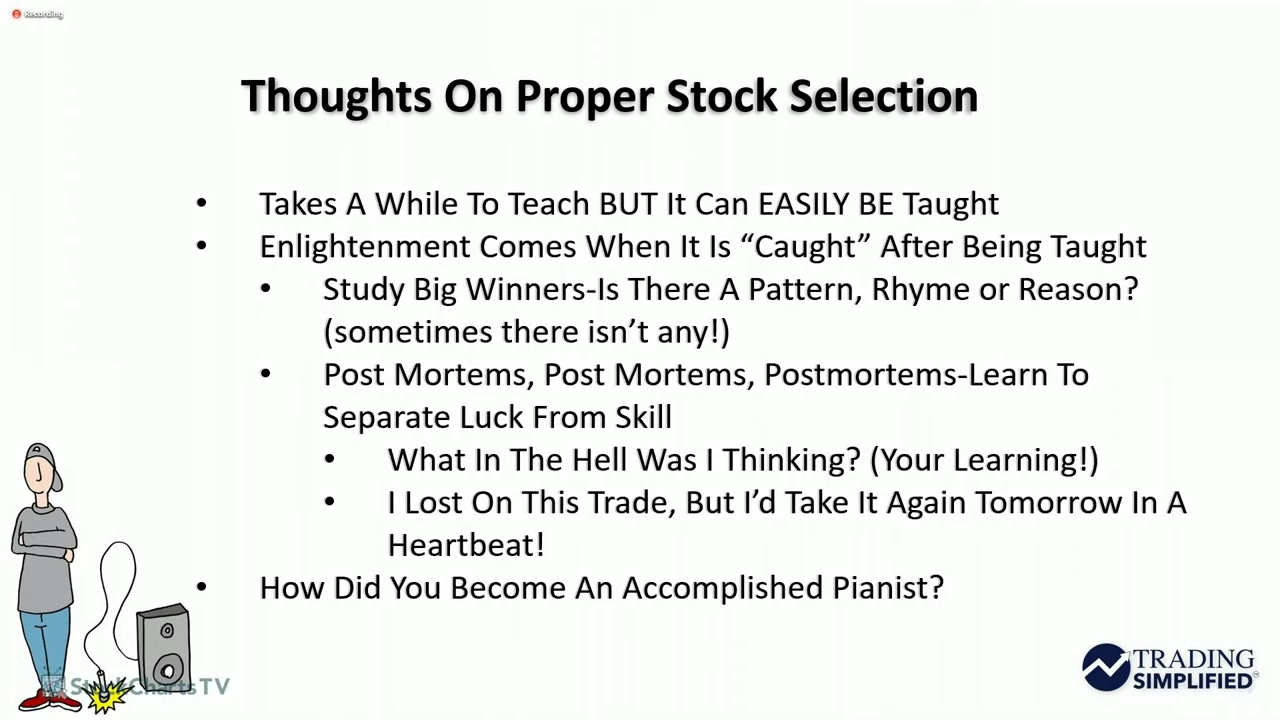 Recording
Thoughts On Proper Stock Selection
• Takes A While To Teach BUT It Can EASILY BE Taught
• Enlightenment Comes When It Is “Caught” After Being Taught
• Study Big Winners-Is There A Pattern, Rhyme or Reason?
(sometimes there isn’t any!)
• Post Mortems, Post Mortems, Postmortems-Learn To
Separate Luck From Skill
• What In The Hell Was I Thinking? (Your Learning!)
• I Lost On This Trade, But I’d Take It Again Tomorrow In A
Heartbeat!
• How Did You Become An Accomplished Pianist?
StockCharts TV
TRADING
SIMPLIFIED